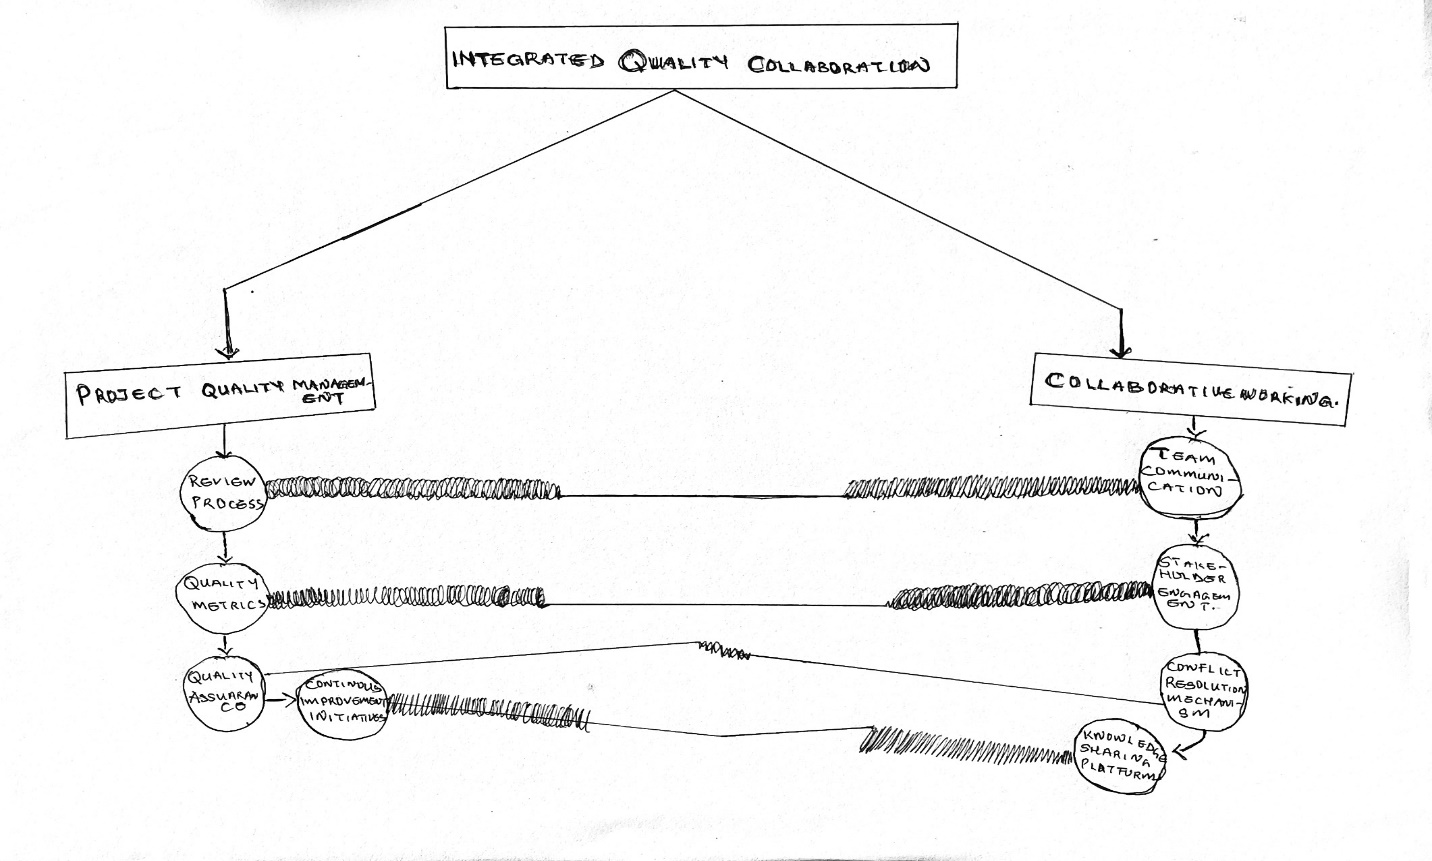 INTEGRATED QUALITY COLLABORATION
PROJECT QUALITY MANAGEM-
ENT
COLLABORATIVE WORKING.
REVIEW
PROCESS
TEAM
COMMUNI-
CATION
QUALITY
METRICS
STAKE-
HOLDER
ENGAGEM
ENT.
QUALITY
ASSURAN
CE
CONTINOUS
IMPROVEMENT
INITIATIVES
CONFLICT
RESOLUTION
MECHANI-
SM
KNOWLEDGE
SHARING
PLATFORM